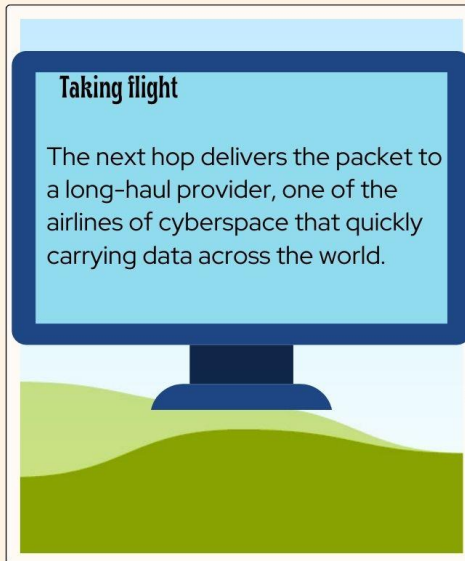 Taking flight
The next hop delivers the packet to
a long-haul provider, one of the
airlines of cyberspace that quickly
carrying data across the world.